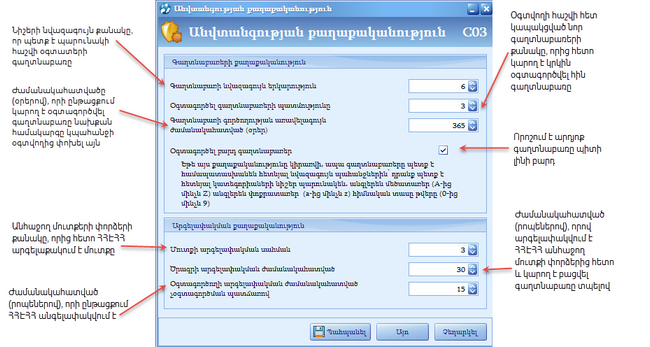 Անվտանգության քաղաքականություն
Անվտանգության քաղաքականություն C03
Նիշերի նվազագույն քանակը,
որ պետք է պարունակի
հաշվի օգտատերի
գաղտնաբառը
Ժամանակահատվածը
(օրերով), որի ընթացքում
կարող է օգտագործվել
գաղտնաբառը նախքան
համակարգը կպահանջի
օգտվողից փոխել այն
Անհաջող մուտքերի փորձերի
քանակը, որից հետո ՀՀԷՀՀ
արգելափակում է մուտքը
Ժամանակահատված
(րոպեներով), որի ընթացքում
ՀՀԷՀՀ անգելափակվում է
Գաղտնաբառերի քաղաքականություն
Գաղտնաբառի նվազագույն երկարություն 6
Օգտագործել գաղտնաբառերի պատմությունը 3
Գաղտնաբառի գործողության առավելագույն
ժամանակահատված (օրեր) 365
Օգտագործել բարդ գաղտնաբառեր
Եթե այս քաղաքականությունը կիրառվի, ապա գաղտնաբառերը պետք է
համապատասխանեն հետևյալ նվազագույն պահանջներին՝ դրանք պետք է
հետևյալ կատեգորիաների նիշեր պարունակեն. անգլերեն մեծատառեր (A-ից
մինչև Z) անգլերեն փոքրատառեր (a-ից մինչև z) հիմնական տասը թվերը (0-ից
մինչև 9)
Արգելափակման քաղաքականություն
Մուտքի արգելափակման սահման 3
Ծրագրի արգելափակման ժամանակահատված 30
Օգտագործողի արգելափակման ժամանակահատված
չօգտագործման պատճառով 15
Պահպանել Այո Չեղարկել
Օգտվողի հաշվի հետ
կապակցված նոր
գաղտնաբառերի
քանակը, որից հետո
կարող է կրկին
օգտագործվել հին
գաղտնաբառը
Որոշում է արդյոք
գաղտնաբառը պիտի
լինի բարդ
Ժամանակահատված
(րոպեներով), որով
արգելափակվում է
ՀՀԷՀՀ անհաջող
մուտքի փորձերից հետո
և կարող է բացվել
գաղտնաբառ տալով